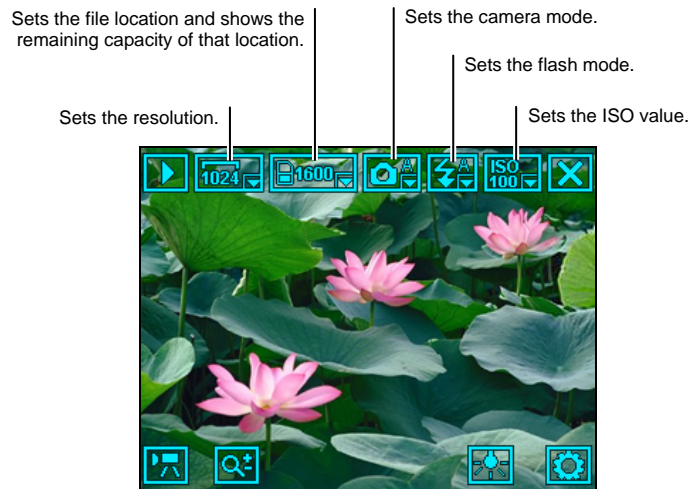 Sets the file location and shows the
remaining capacity of that location.
Sets the camera mode.
Sets the flash mode.
Sets the resolution.
Sets the ISO value.
1024
1600
A
A
ISO
100